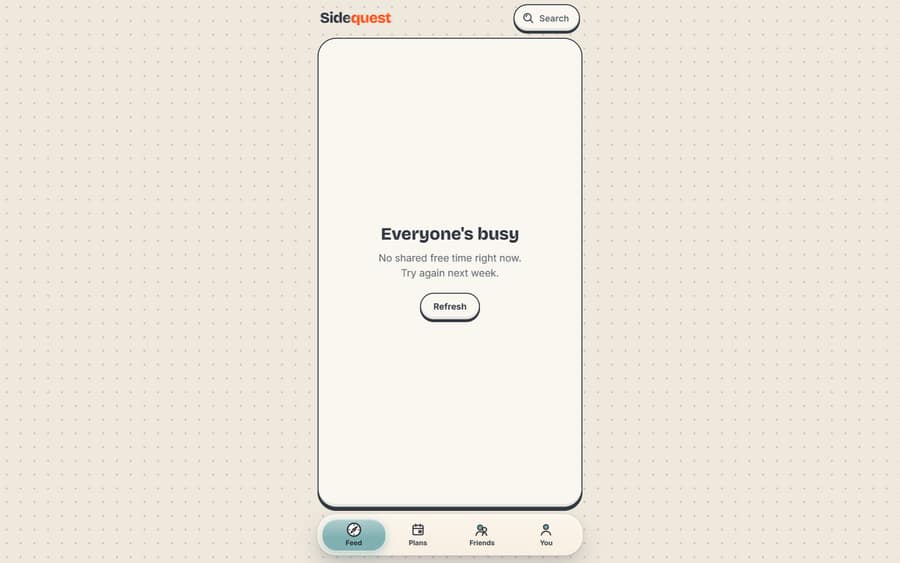 Sidequest
Search
Everyone's busy
No shared free time right now.
Try again next week.
Refresh
Feed
Plans
Friends
You